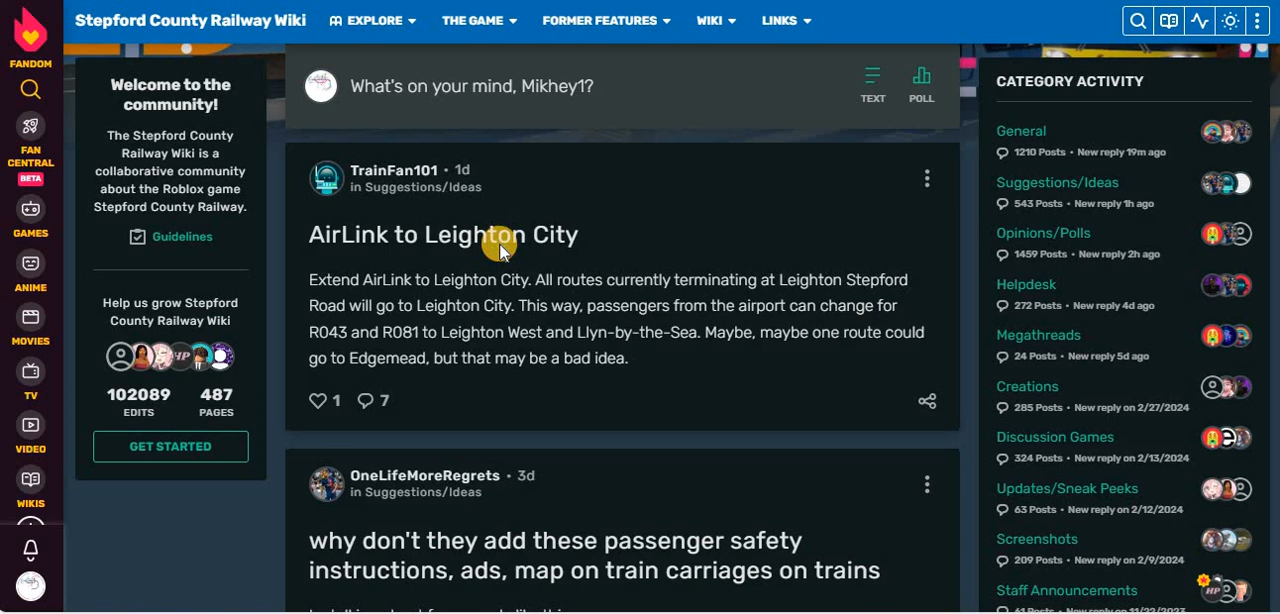 Stepford County Railway Wiki
EXPLORE
THE GAME
FORMER FEATURES
WIKI
LINKS
FANDOM
FAN
CENTRAL
BETA
GAMES
ANIME
MOVIES
TV
VIDEO
WIKIS
Welcome to the
community!
The Stepford County
Railway Wiki is a
collaborative community
about the Roblox game
Stepford County Railway.
Guidelines
Help us grow Stepford
County Railway Wiki
HP
102089 487
EDITS PAGES
GET STARTED
What's on your mind, Mikhey1?
TEXT POLL
TrainFan101 • 1d
in Suggestions/Ideas
AirLink to Leighton City
Extend AirLink to Leighton City. All routes currently terminating at Leighton Stepford
Road will go to Leighton City. This way, passengers from the airport can change for
R043 and R081 to Leighton West and Llyn-by-the-Sea. Maybe, maybe one route could
go to Edgemead, but that may be a bad idea.
1 7
OneLifeMoreRegrets • 3d
in Suggestions/Ideas
why don't they add these passenger safety
instructions, ads, map on train carriages on trains
CATEGORY ACTIVITY
General
1210 Posts • New reply 19m ago
Suggestions/Ideas
543 Posts • New reply 1h ago
Opinions/Polls
1459 Posts • New reply 2h ago
Helpdesk
272 Posts • New reply 4d ago
Megathreads
24 Posts • New reply 5d ago
Creations
285 Posts • New reply on 2/27/2024
Discussion Games
324 Posts • New reply on 2/13/2024
Updates/Sneak Peeks
63 Posts • New reply on 2/12/2024
Screenshots
209 Posts • New reply on 2/9/2024
Staff Announcements
HP
61 Posts • New reply on 11/22/2023